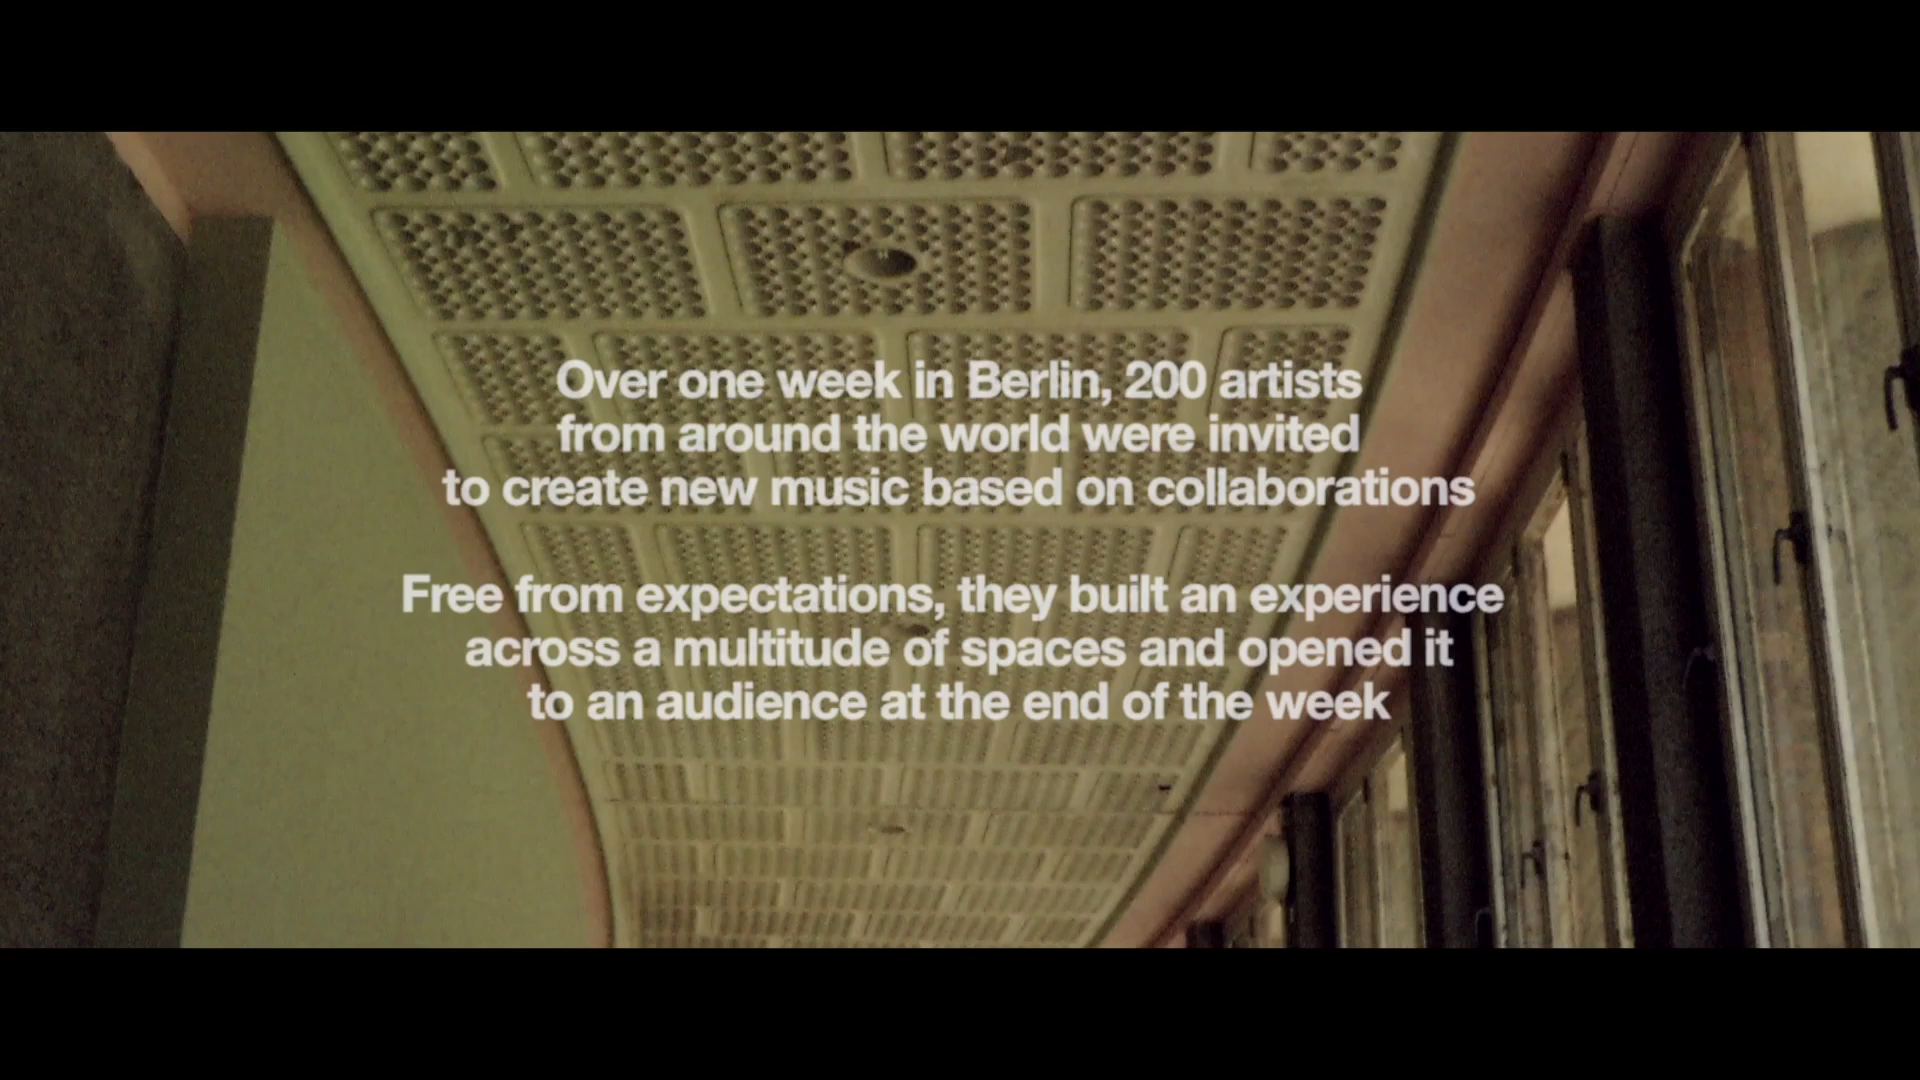 Over one week in Berlin, 200 artists
from around the world were invited
to create new music based on collaborations
Free from expectations, they built an experience
across a multitude of spaces and opened it
to an audience at the end of the week